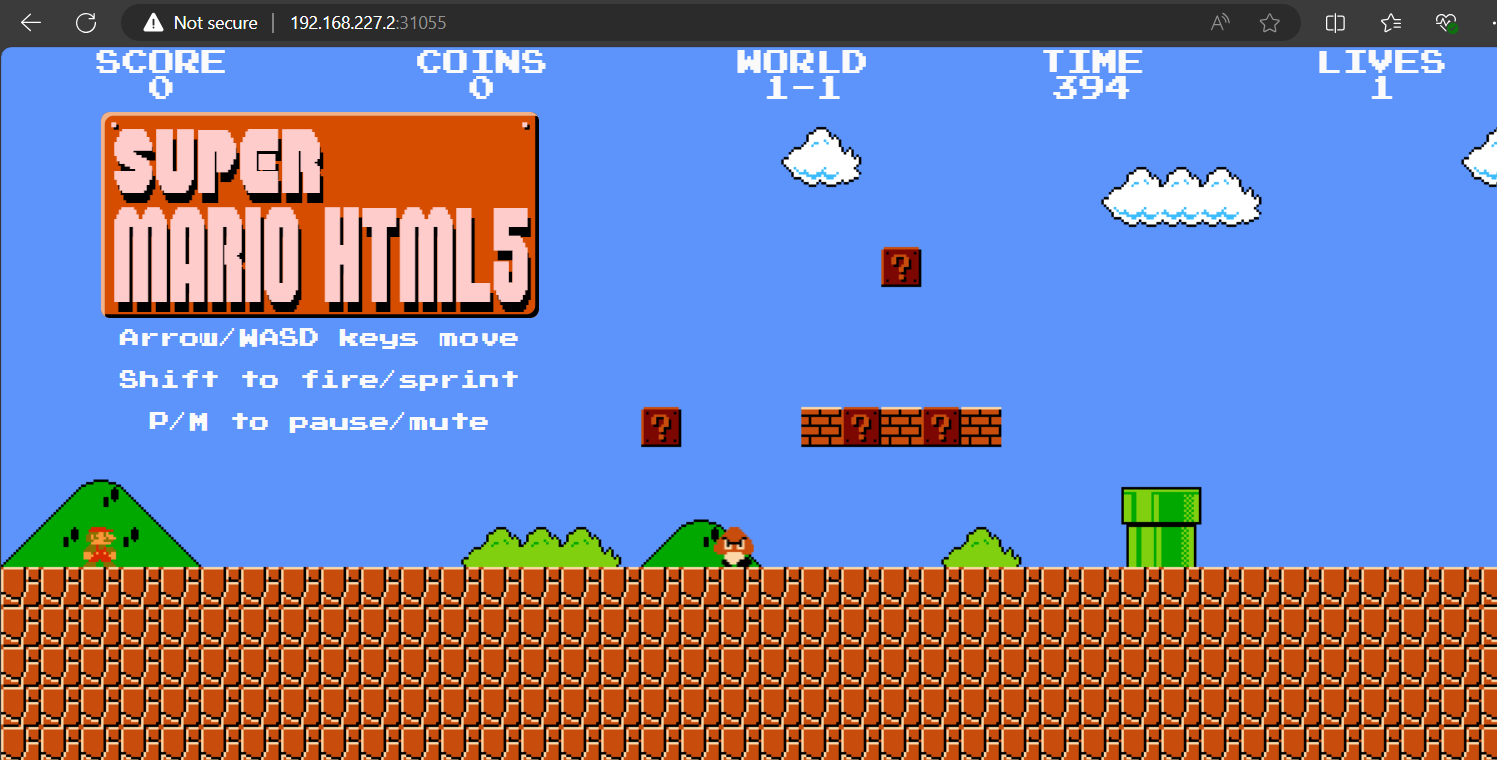 Not secure 192.168.227.2:31055
SCORE COINS WORLD TIME LIVES
0 0 1-1 394 1
SUPER
MARIO HTML5
Arrow/WASD keys move
Shift to fire/sprint
P/M to pause/mute
?
? ? ?